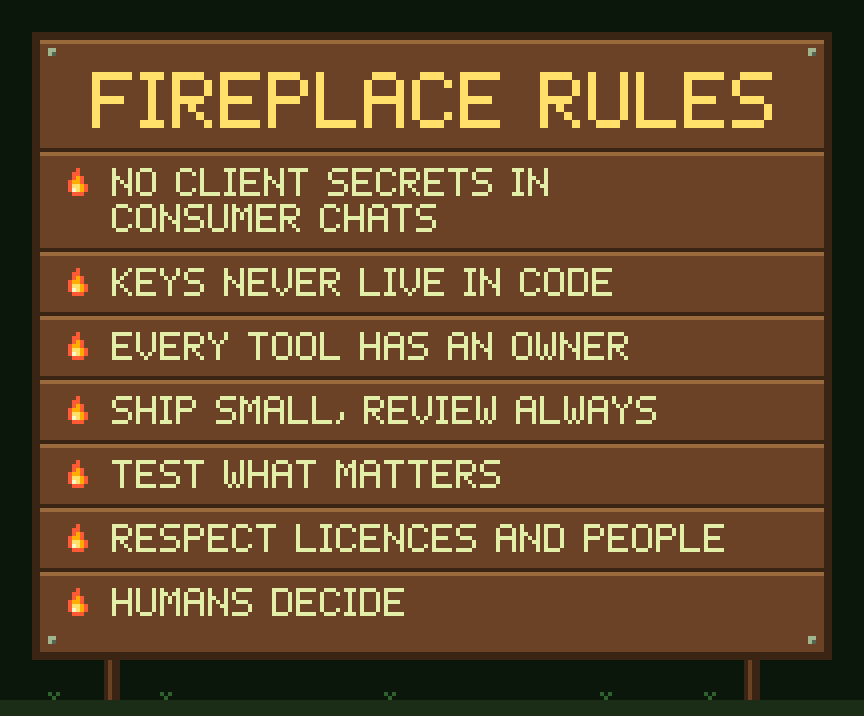 FIREPLACE RULES
NO CLIENT SECRETS IN
CONSUMER CHATS
KEYS NEVER LIVE IN CODE
EVERY TOOL HAS AN OWNER
SHIP SMALL, REVIEW ALWAYS
TEST WHAT MATTERS
RESPECT LICENCES AND PEOPLE
HUMANS DECIDE